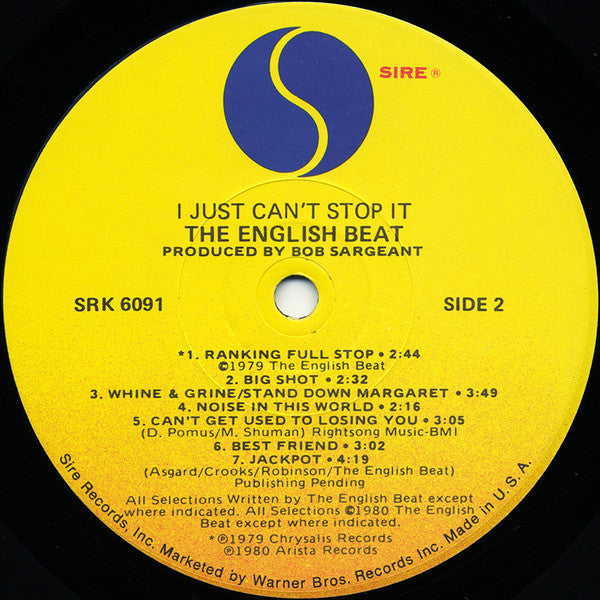 SIRE ®
I JUST CAN'T STOP IT
THE ENGLISH BEAT
PRODUCED BY BOB SARGEANT
SRK 6091
SIDE 2
*1. RANKING FULL STOP • 2:44
©1979 The English Beat
2. BIG SHOT • 2:32
3. WHINE & GRINE/STAND DOWN MARGARET • 3:49
4. NOISE IN THIS WORLD • 2:16
5. CAN'T GET USED TO LOSING YOU • 3:05
(D. Pomus/M. Shuman) Rightsong Music-BMI
6. BEST FRIEND • 3:02
7. JACKPOT • 4:19
(Asgard/Crooks/Robinson/The English Beat)
Publishing Pending
All Selections Written by The English Beat except
where indicated. All Selections ©1980 The English
Beat except where indicated.
*℗1979 Chrysalis Records
℗1980 Arista Records
Sire Records, Inc. Marketed by Warner Bros. Records Inc. Made in U.S.A.